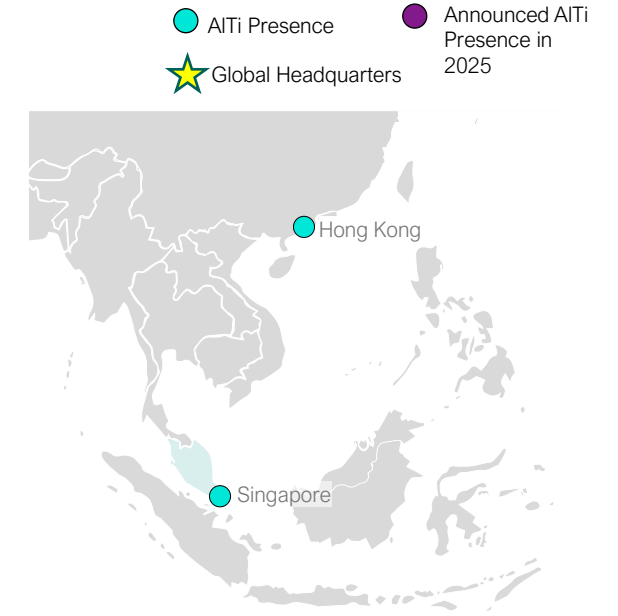 AlTi Presence
Announced AlTi
Presence in
2025
Global Headquarters
Hong Kong
Singapore